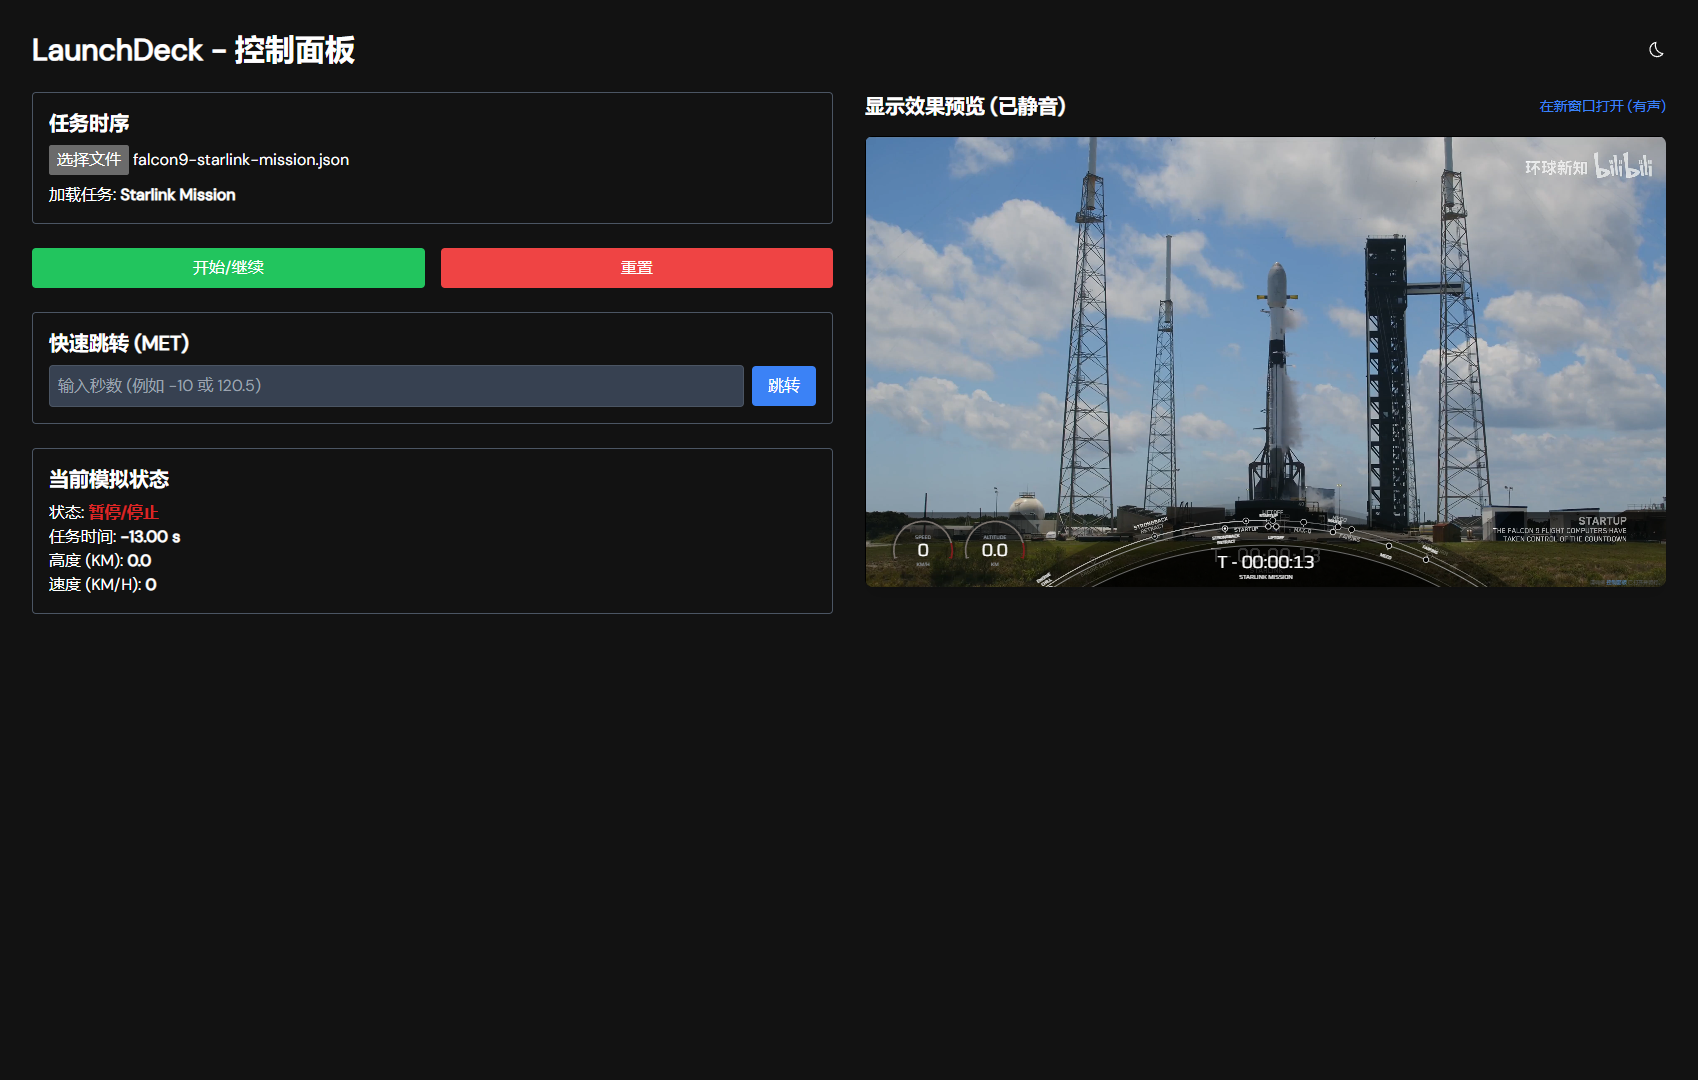 LaunchDeck - 控制面板
任务时序
选择文件 falcon9-starlink-mission.json
加载任务: Starlink Mission
开始/继续
重置
快速跳转 (MET)
输入秒数 (例如 -10 或 120.5)
跳转
当前模拟状态
状态: 暂停/停止
任务时间: -13.00 s
高度 (KM): 0.0
速度 (KM/H): 0
显示效果预览 (已静音)
在新窗口打开 (有声)
环球新知 bilibili
SPEED
0
KM/H
ALTITUDE
0.0
KM
STRONGBACK
RETRACT
STARTUP
LIFTOFF
MAX-Q
MECO
T - 00:00:13
STARLINK MISSION
STARTUP
THE FALCON 9 FLIGHT COMPUTERS HAVE
TAKEN CONTROL OF THE COUNTDOWN